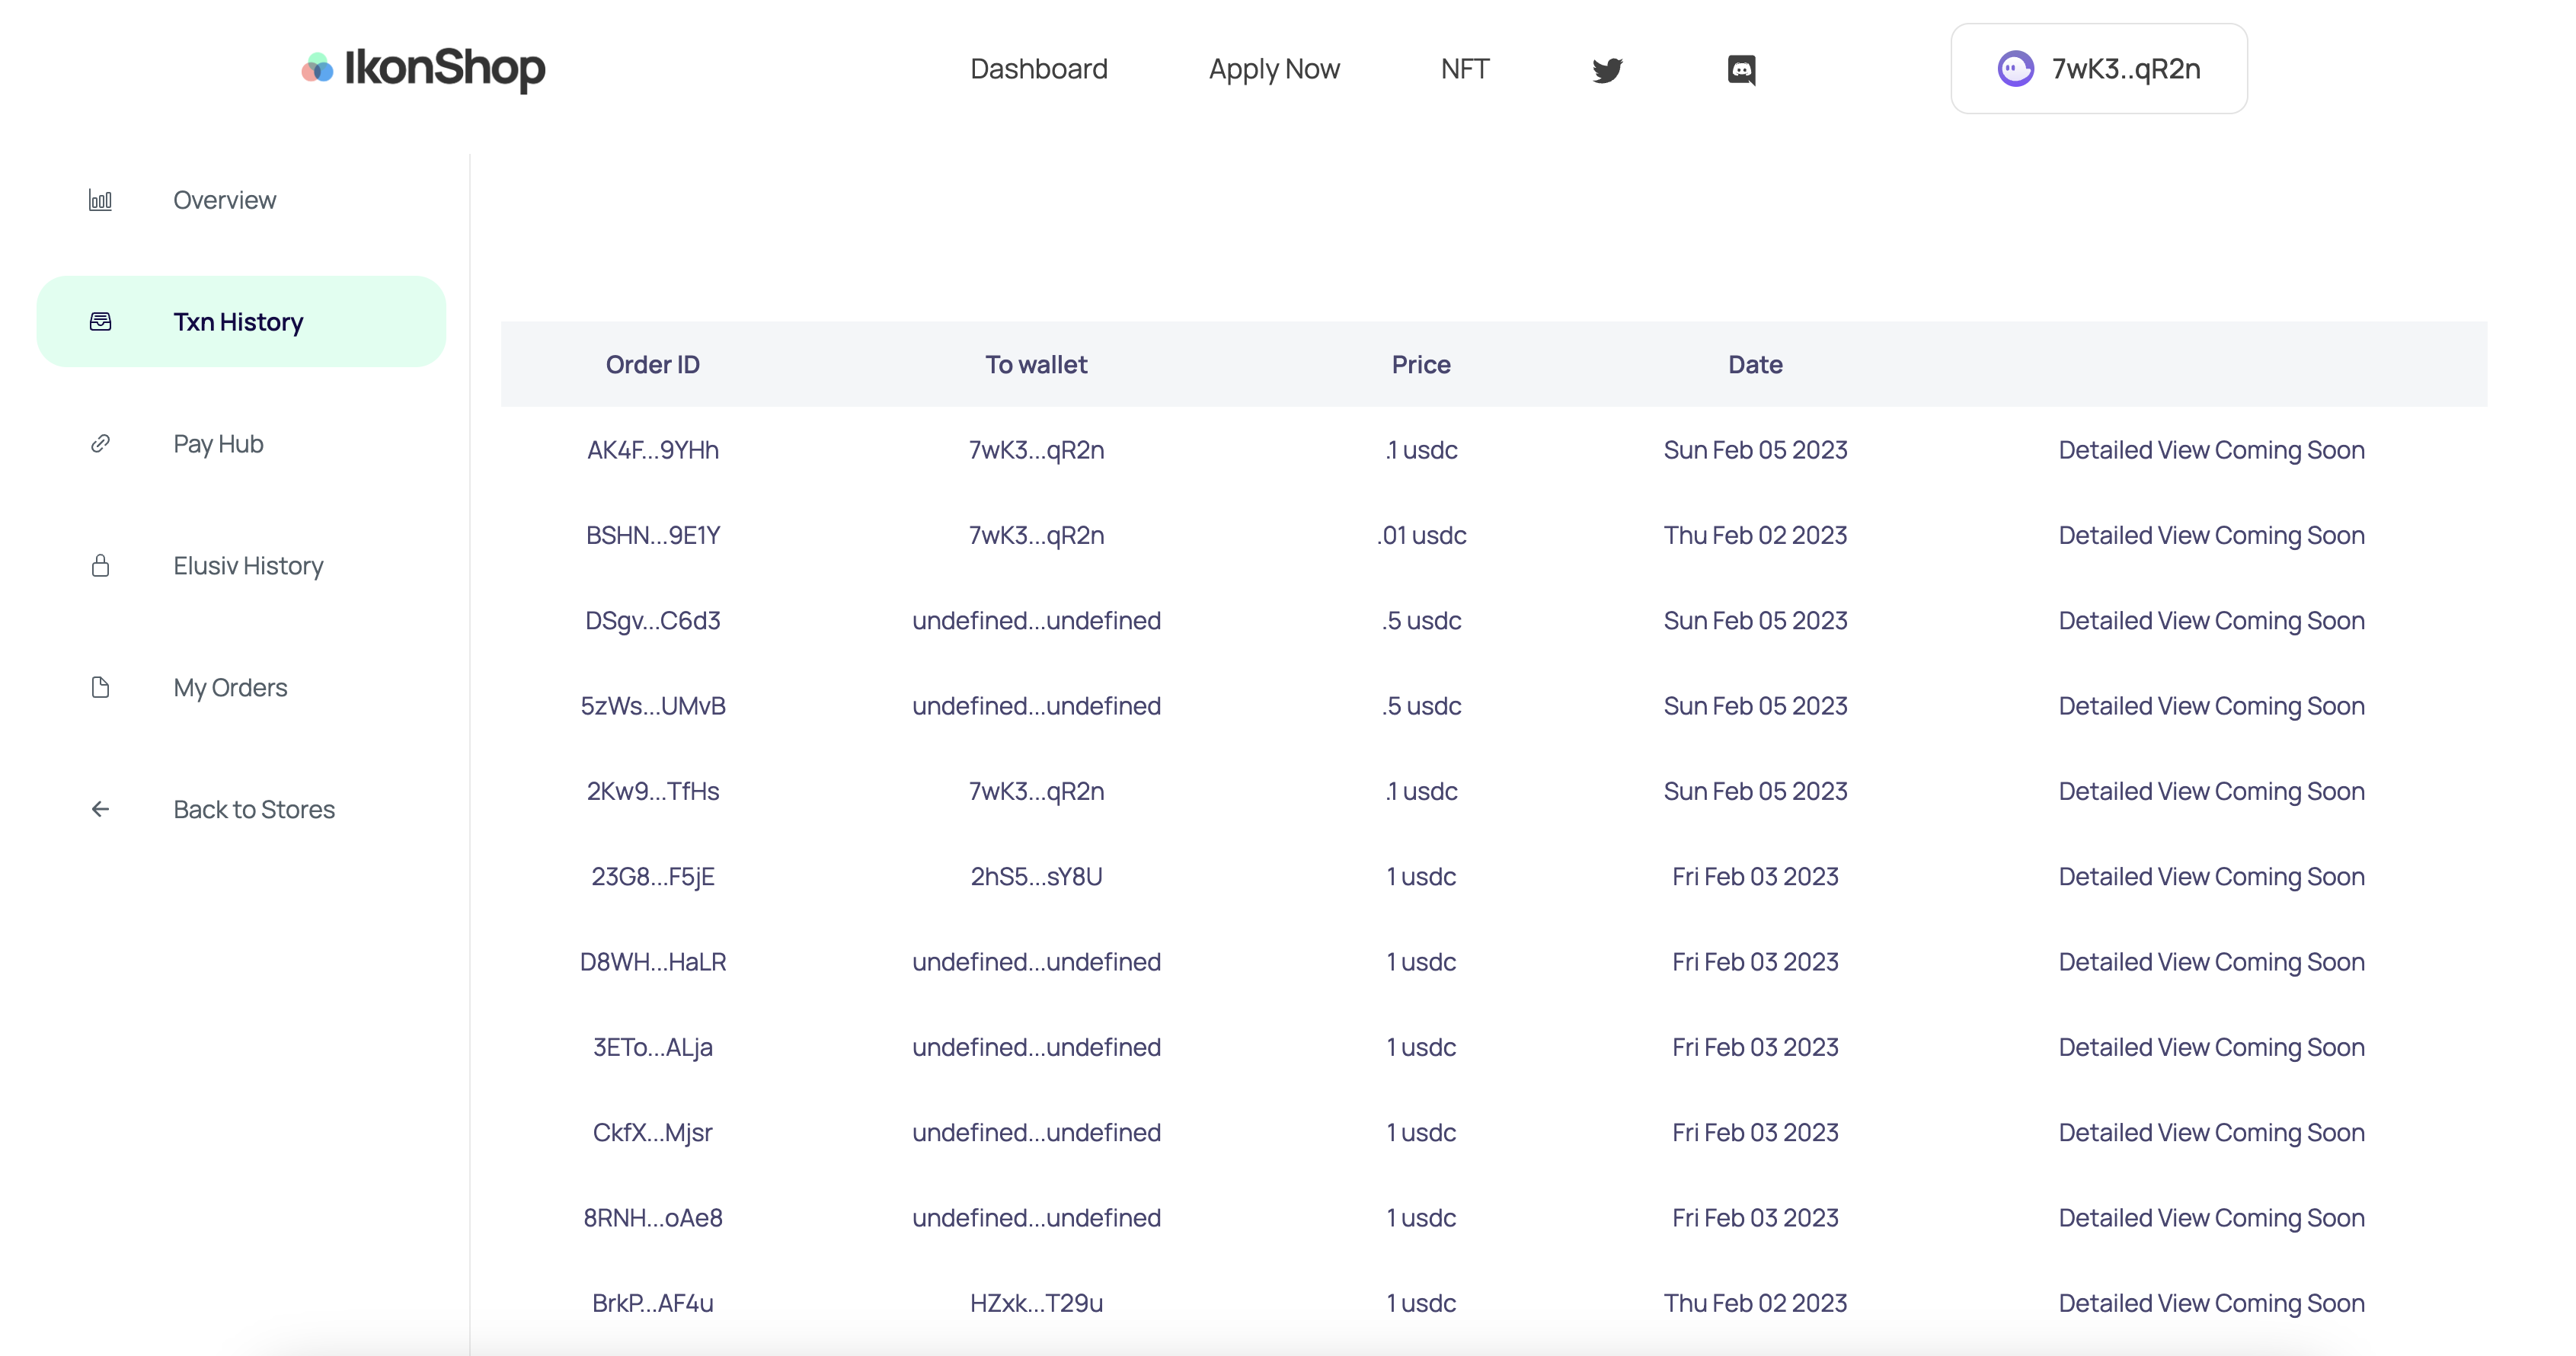 IkonShop Dashboard Apply Now NFT 7wK3..qR2n
Overview
Txn History
Pay Hub
Elusiv History
My Orders
Back to Stores
Order ID To wallet Price Date
AK4F...9YHh 7wK3...qR2n .1 usdc Sun Feb 05 2023 Detailed View Coming Soon
BSHN...9E1Y 7wK3...qR2n .01 usdc Thu Feb 02 2023 Detailed View Coming Soon
DSgv...C6d3 undefined...undefined .5 usdc Sun Feb 05 2023 Detailed View Coming Soon
5zWs...UMvB undefined...undefined .5 usdc Sun Feb 05 2023 Detailed View Coming Soon
2Kw9...TfHs 7wK3...qR2n .1 usdc Sun Feb 05 2023 Detailed View Coming Soon
23G8...F5jE 2hS5...sY8U 1 usdc Fri Feb 03 2023 Detailed View Coming Soon
D8WH...HaLR undefined...undefined 1 usdc Fri Feb 03 2023 Detailed View Coming Soon
3ETo...ALja undefined...undefined 1 usdc Fri Feb 03 2023 Detailed View Coming Soon
CkfX...Mjsr undefined...undefined 1 usdc Fri Feb 03 2023 Detailed View Coming Soon
8RNH...oAe8 undefined...undefined 1 usdc Fri Feb 03 2023 Detailed View Coming Soon
BrkP...AF4u HZxk...T29u 1 usdc Thu Feb 02 2023 Detailed View Coming Soon